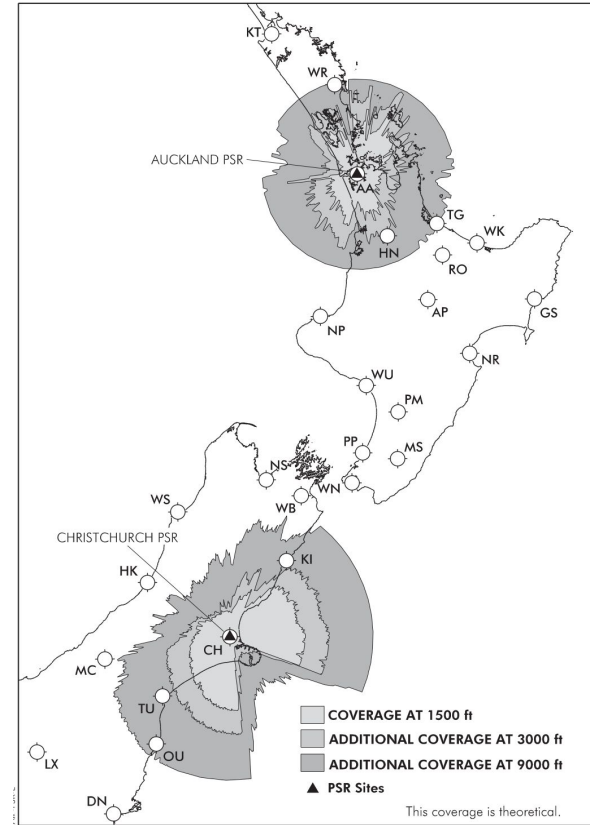 KT
WR
AUCKLAND PSR
AA
TG
WK
HN
RO
AP
GS
NP
NR
WU
PM
PP
MS
NS
WN
WB
WS
CHRISTCHURCH PSR
KI
HK
CH
MC
TU
COVERAGE AT 1500 ft
ADDITIONAL COVERAGE AT 3000 ft
OU
ADDITIONAL COVERAGE AT 9000 ft
LX
PSR Sites
DN
This coverage is theoretical.